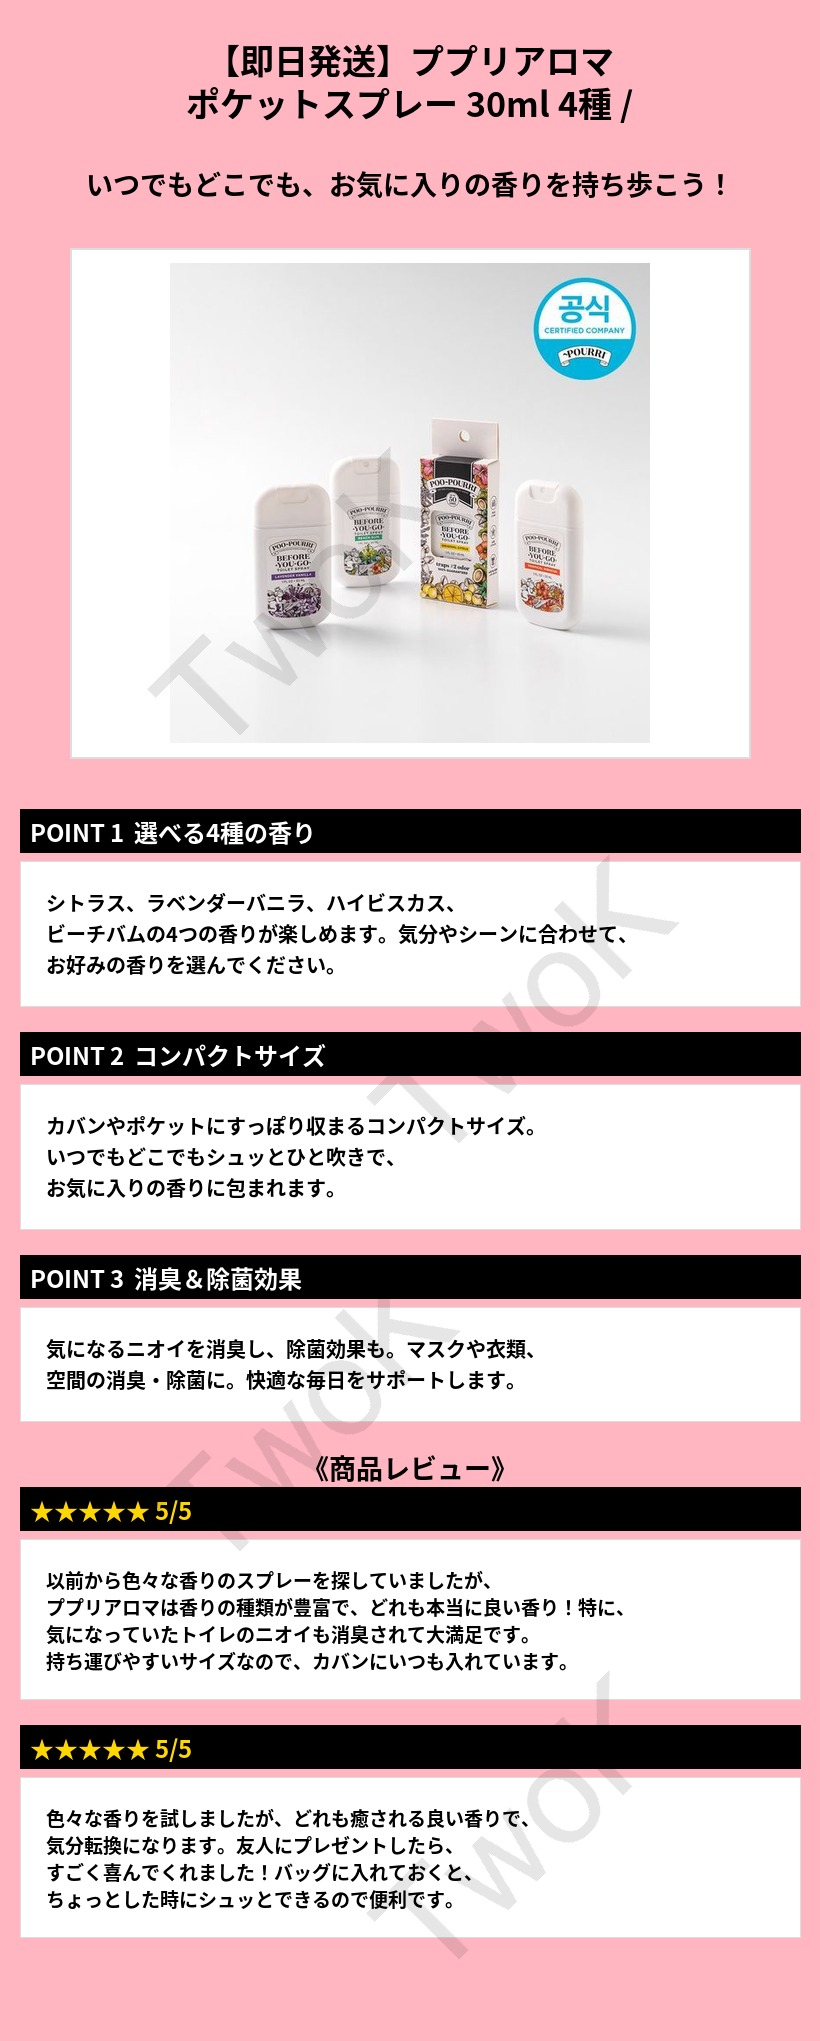 【即日発送】ププリアロマ
ポケットスプレー 30ml 4種 /
いつでもどこでも、お気に入りの香りを持ち歩こう！
공식
CERTIFIED COMPANY
~POURRI
POO~POURRI
BEFORE
·YOU·GO·
TOILET SPRAY
LAVENDER VANILLA
POO~POURRI
BEFORE
·YOU·GO·
TOILET SPRAY
POO~POURRI
POO~POURRI
BEFORE
·YOU·GO·
TOILET SPRAY
ORIGINAL CITRUS
traps #2 odor
POO~POURRI
BEFORE
·YOU·GO·
TOILET SPRAY
TwoK
POINT 1 選べる4種の香り
シトラス、ラベンダーバニラ、ハイビスカス、
ビーチバムの4つの香りが楽しめます。気分やシーンに合わせて、
お好みの香りを選んでください。
TwoK
POINT 2 コンパクトサイズ
カバンやポケットにすっぽり収まるコンパクトサイズ。
いつでもどこでもシュッとひと吹きで、
お気に入りの香りに包まれます。
POINT 3 消臭＆除菌効果
気になるニオイを消臭し、除菌効果も。マスクや衣類、
空間の消臭・除菌に。快適な毎日をサポートします。
TwoK
《商品レビュー》
★★★★★ 5/5
以前から色々な香りのスプレーを探していましたが、
ププリアロマは香りの種類が豊富で、どれも本当に良い香り！特に、
気になっていたトイレのニオイも消臭されて大満足です。
持ち運びやすいサイズなので、カバンにいつも入れています。
★★★★★ 5/5
色々な香りを試しましたが、どれも癒される良い香りで、
気分転換になります。友人にプレゼントしたら、
すごく喜んでくれました！バッグに入れておくと、
ちょっとした時にシュッとできるので便利です。
TwoK